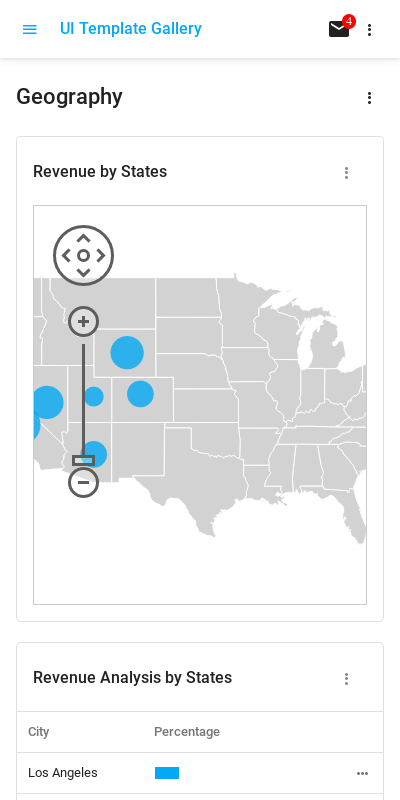 UI Template Gallery
4
Geography
Revenue by States
Revenue Analysis by States
City Percentage
Los Angeles